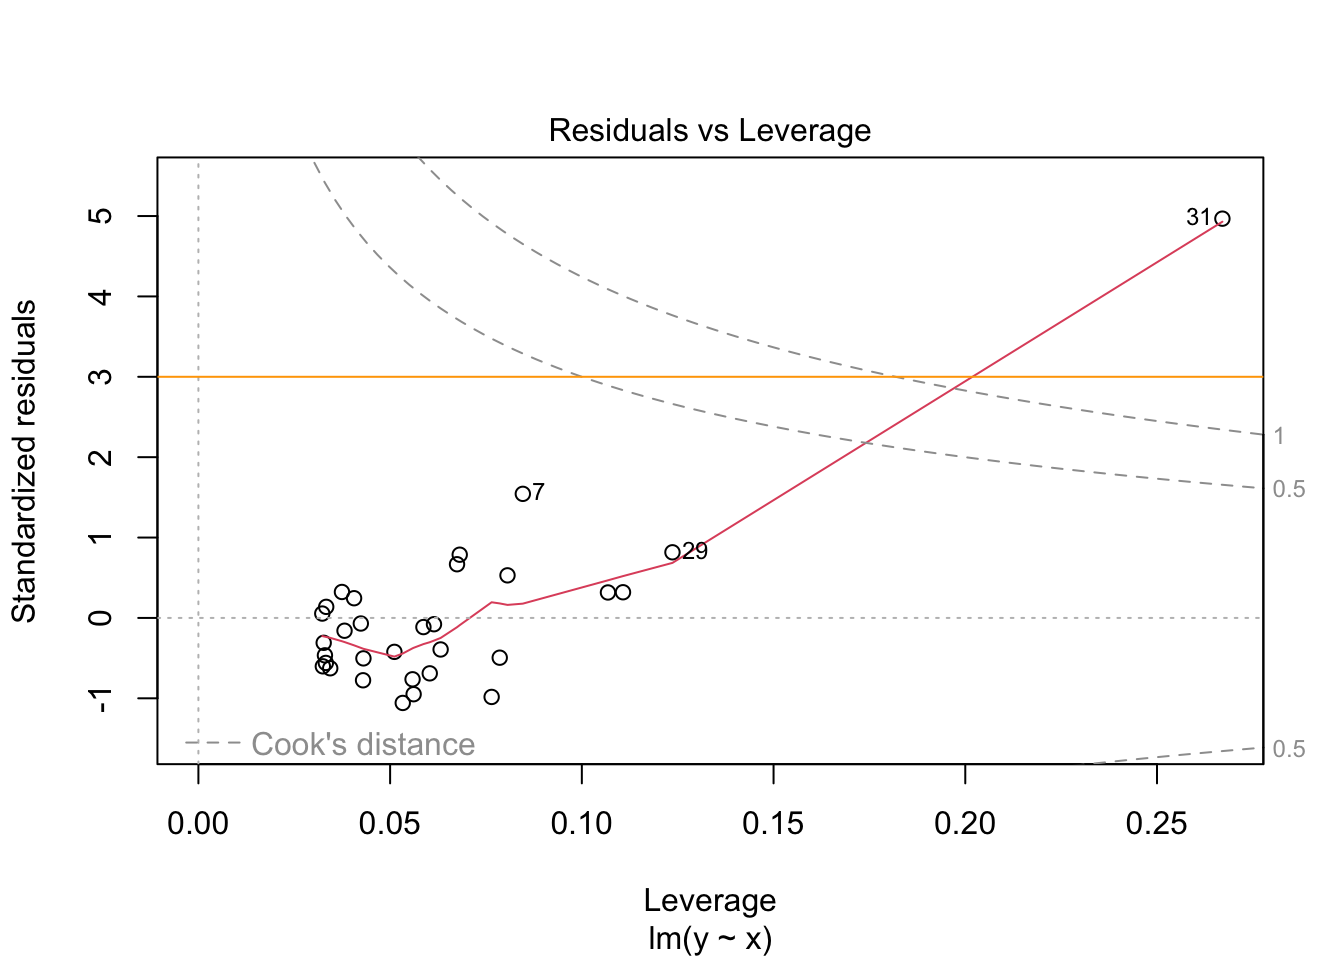 Residuals vs Leverage
Standardized residuals
5
4
3
2
1
0
-1
31
7
29
1
0.5
0.5
Cook's distance
0.00 0.05 0.10 0.15 0.20 0.25
Leverage
lm(y ~ x)